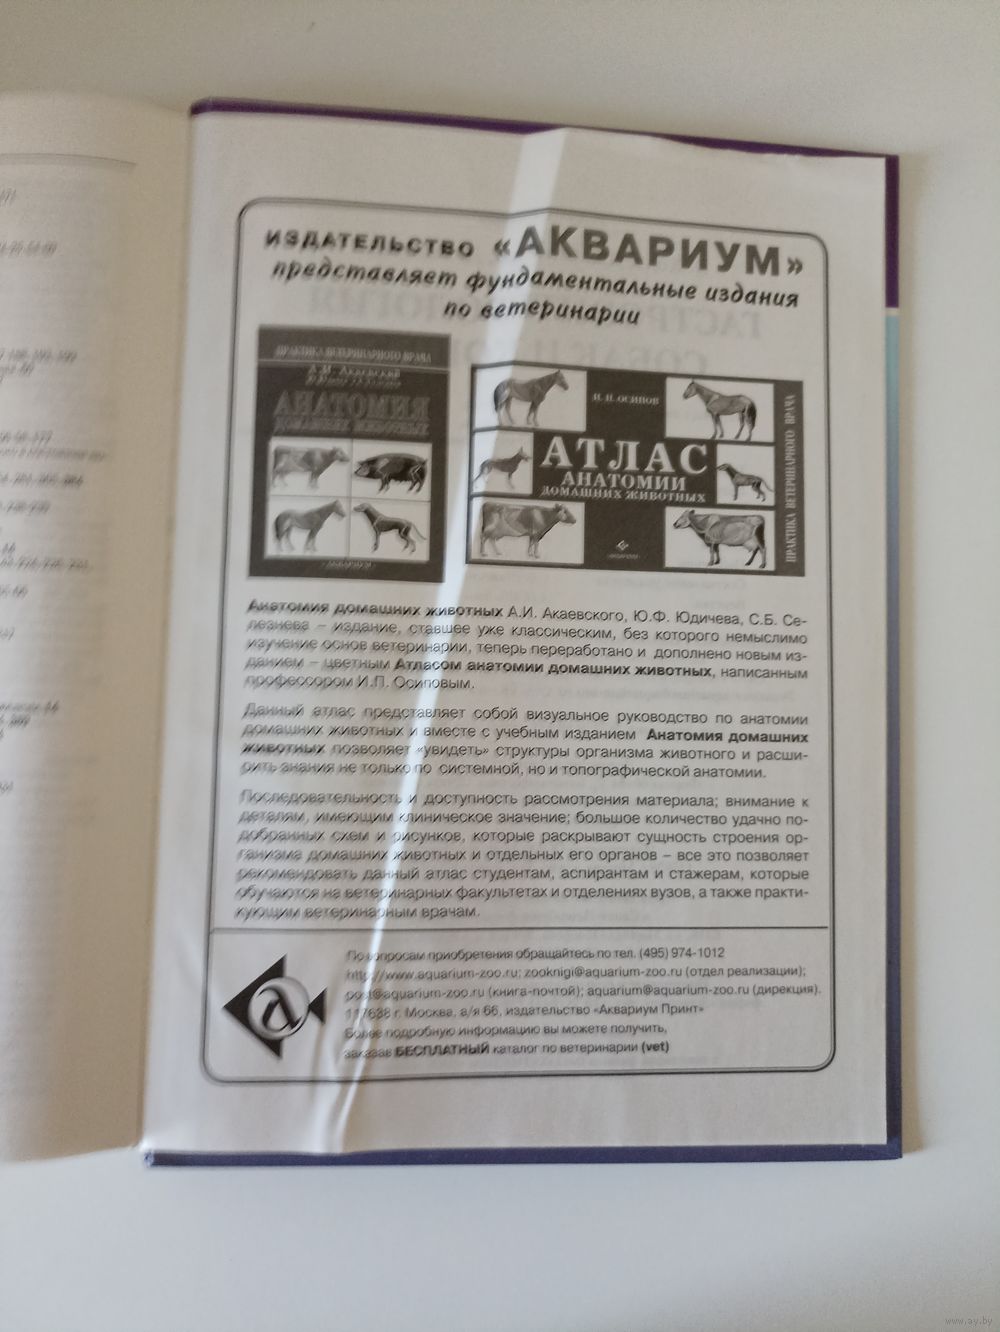 ИЗДАТЕЛЬСТВО «АКВАРИУМ»
представляет фундаментальные издания
по ветеринарии
ПРАКТИКА ВЕТЕРИНАРНОГО ВРАЧА
А.И. Акаевский
АНАТОМИЯ
ДОМАШНИХ ЖИВОТНЫХ
«АКВАРИУМ»
И. П. ОСИПОВ
АТЛАС
АНАТОМИИ
ДОМАШНИХ ЖИВОТНЫХ
«АКВАРИУМ»
ПРАКТИКА ВЕТЕРИНАРНОГО ВРАЧА
Анатомия домашних животных А.И. Акаевского, Ю.Ф. Юдичева, С.Б. Се-
лезнева – издание, ставшее уже классическим, без которого немыслимо
изучение основ ветеринарии, теперь переработано и дополнено новым из-
данием – цветным Атласом анатомии домашних животных, написанным
профессором И.П. Осиповым.
Данный атлас представляет собой визуальное руководство по анатомии
домашних животных и вместе с учебным изданием Анатомия домашних
животных позволяет «увидеть» структуры организма животного и расши-
рить знания не только по системной, но и топографической анатомии.
Последовательность и доступность рассмотрения материала; внимание к
деталям, имеющим клиническое значение; большое количество удачно по-
добранных схем и рисунков, которые раскрывают сущность строения ор-
ганизма домашних животных и отдельных его органов – все это позволяет
рекомендовать данный атлас студентам, аспирантам и стажерам, которые
обучаются на ветеринарных факультетах и отделениях вузов, а также практи-
кующим ветеринарным врачам.
По вопросам приобретения обращайтесь по тел. (495) 974-1012
http://www.aquarium-zoo.ru; zooknigi@aquarium-zoo.ru (отдел реализации);
post@aquarium-zoo.ru (книга-почтой); aquarium@aquarium-zoo.ru (дирекция).
117638 г. Москва, а/я 66, издательство «Аквариум Принт»
Более подробную информацию вы можете получить,
заказав БЕСПЛАТНЫЙ каталог по ветеринарии (vet)
www.ay.by